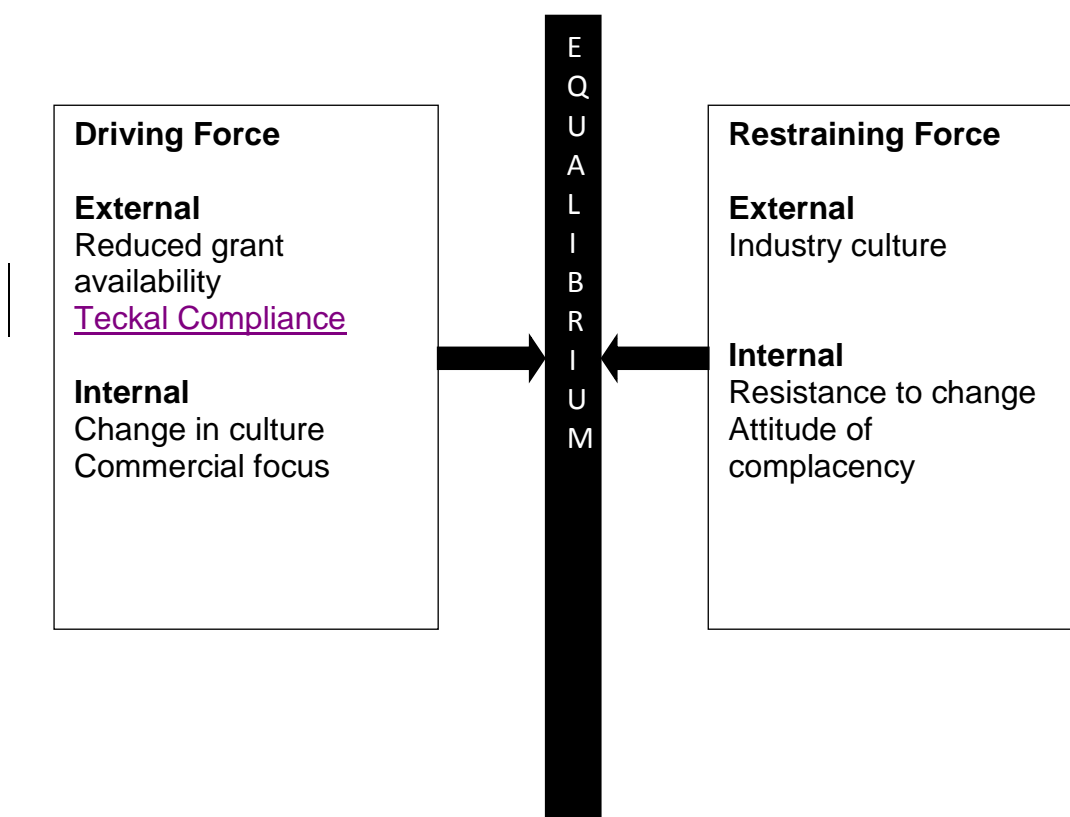 Driving Force
External
Reduced grant
availability
Teckal Compliance
Internal
Change in culture
Commercial focus
E
Q
U
A
L
I
B
R
I
U
M
Restraining Force
External
Industry culture
Internal
Resistance to change
Attitude of
complacency